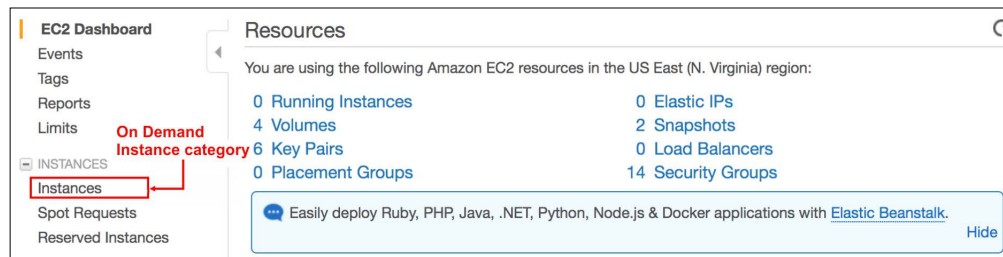 EC2 Dashboard
Events
Tags
Reports
Limits
On Demand
Instance category
INSTANCES
Instances
Spot Requests
Reserved Instances
Resources
You are using the following Amazon EC2 resources in the US East (N. Virginia) region:
0 Running Instances
0 Elastic IPs
4 Volumes
2 Snapshots
6 Key Pairs
0 Load Balancers
0 Placement Groups
14 Security Groups
Easily deploy Ruby, PHP, Java, .NET, Python, Node.js & Docker applications with Elastic Beanstalk.
Hide